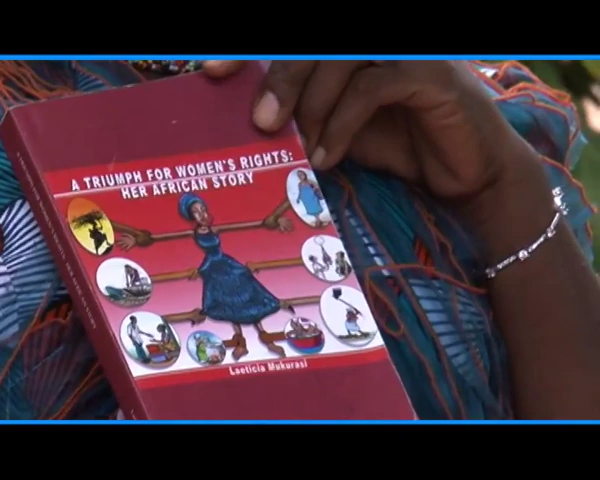 A TRIUMPH FOR WOMEN'S RIGHTS:
HER AFRICAN STORY
Laeticia Mukurasi